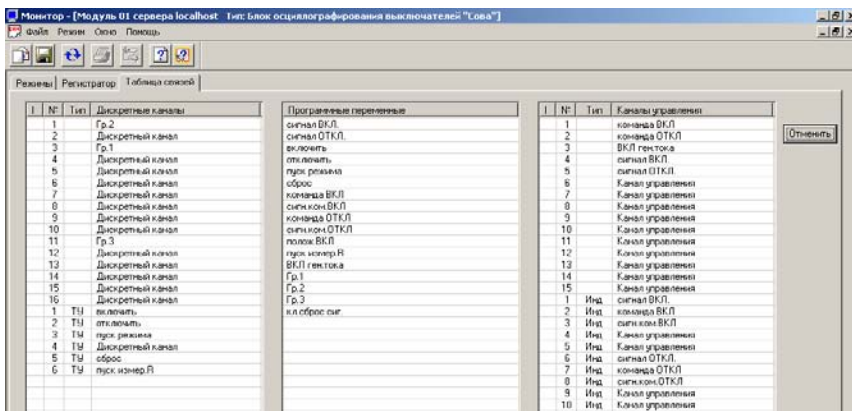 Монитор - [Модуль 01 сервера localhost Тип: Блок осциллографирования выключателей "Сова"]
Файл Режим Окно Помощь
Режимы Регистратор Таблица связей
I № Тип Дискретные каналы
1 Гр.2
2 Дискретный канал
3 Гр.1
4 Дискретный канал
5 Дискретный канал
6 Дискретный канал
7 Дискретный канал
8 Дискретный канал
9 Дискретный канал
10 Дискретный канал
11 Гр.3
12 Дискретный канал
13 Дискретный канал
14 Дискретный канал
15 Дискретный канал
16 Дискретный канал
1 ТУ включить
2 ТУ отключить
3 ТУ пуск режима
4 ТУ Дискретный канал
5 ТУ сброс
6 ТУ пуск измер.R
Программные переменные
сигнал ВКЛ.
сигнал ОТКЛ.
включить
отключить
пуск режима
сброс
команда ВКЛ
сигн.ком.ВКЛ
команда ОТКЛ
сигн.ком.ОТКЛ
полож.ВКЛ
пуск измер.R
ВКЛ ген.тока
Гр.1
Гр.2
Гр.3
кл.сброс сиг.
I № Тип Каналы управления
1 команда ВКЛ
2 команда ОТКЛ
3 ВКЛ ген.тока
4 сигнал ВКЛ.
5 сигнал ОТКЛ.
6 Канал управления
7 Канал управления
8 Канал управления
9 Канал управления
10 Канал управления
11 Канал управления
12 Канал управления
13 Канал управления
14 Канал управления
15 Канал управления
1 Инд сигнал ВКЛ.
2 Инд команда ВКЛ
3 Инд сигн.ком.ВКЛ
4 Инд Канал управления
5 Инд Канал управления
6 Инд сигнал ОТКЛ.
7 Инд команда ОТКЛ
8 Инд сигн.ком.ОТКЛ
9 Инд Канал управления
10 Инд Канал управления
Отменить